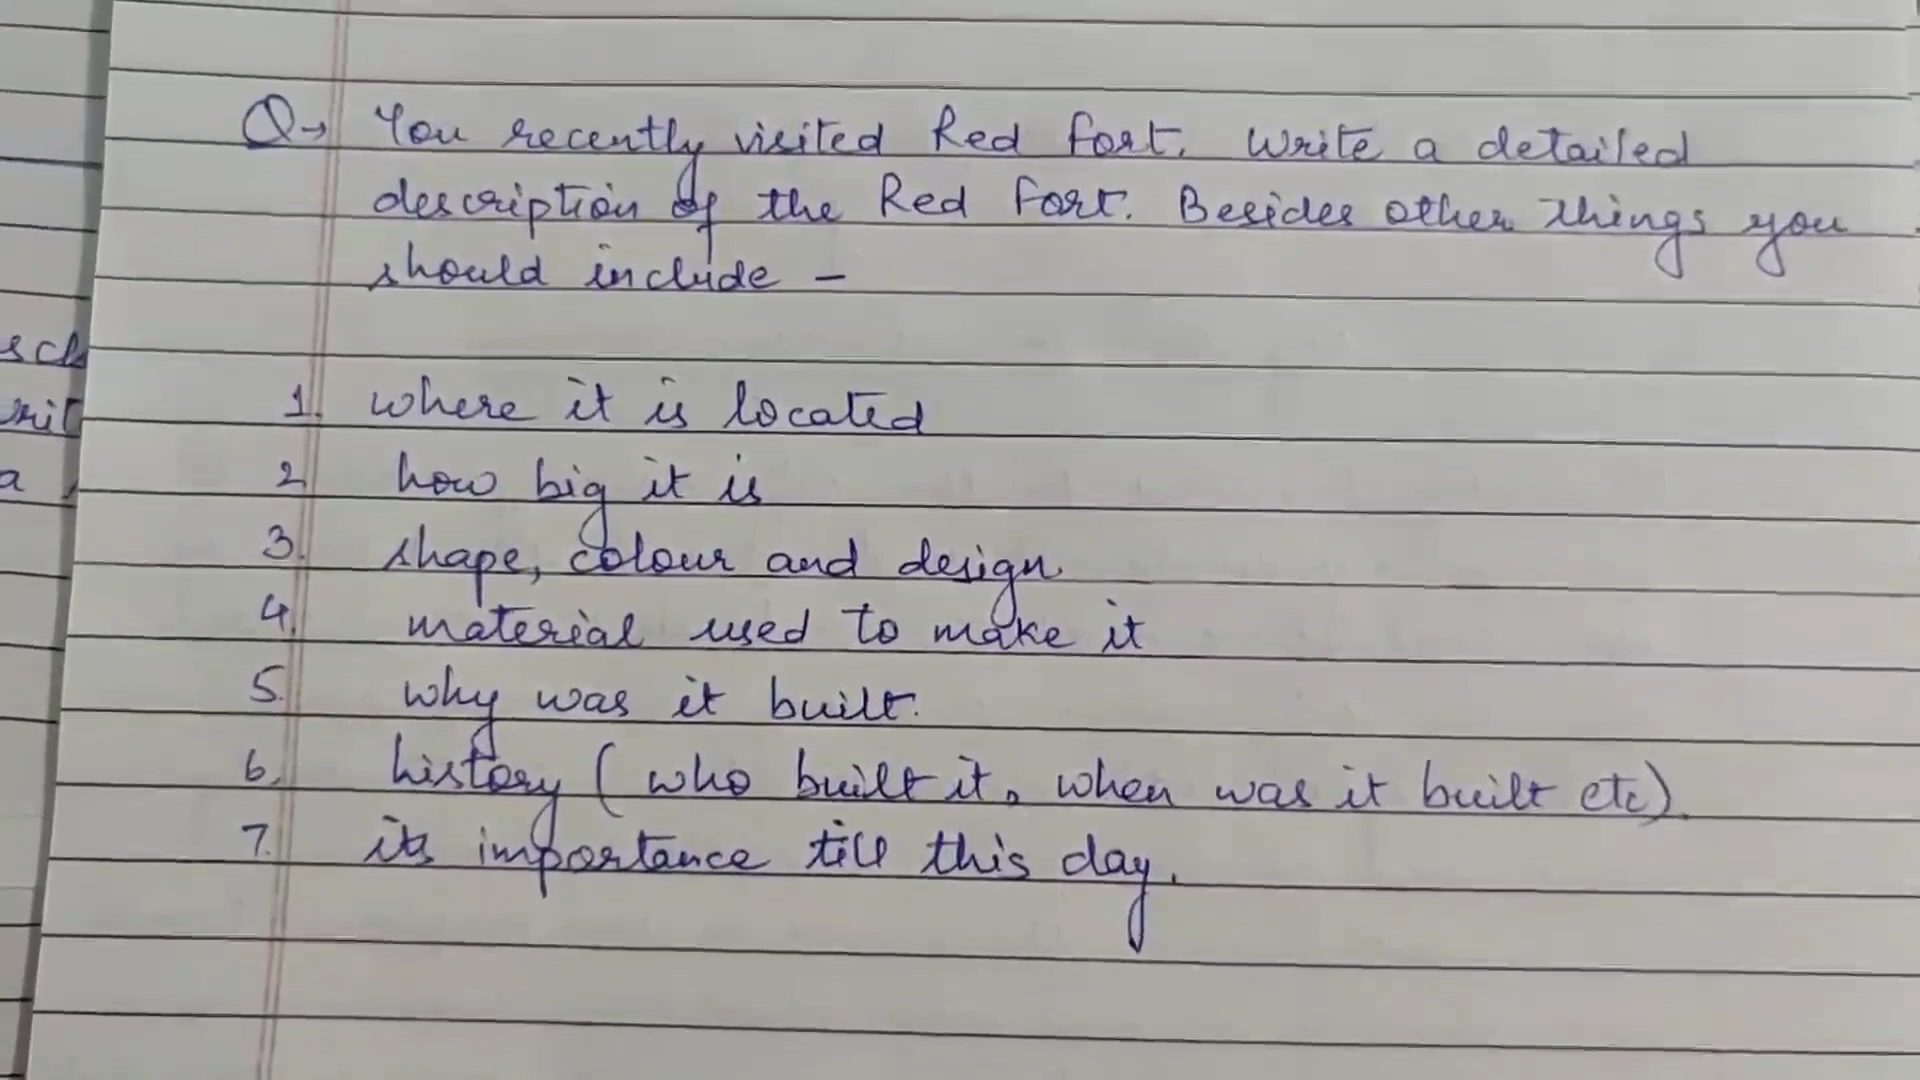 Q→ You recently visited Red Fort. Write a detailed
description of the Red Fort. Besides other things you
should include -
1. where it is located
2 how big it is
3. shape, colour and design.
4. material used to make it
5. why was it built.
6. history (who built it, when was it built etc).
7. its importance till this day.